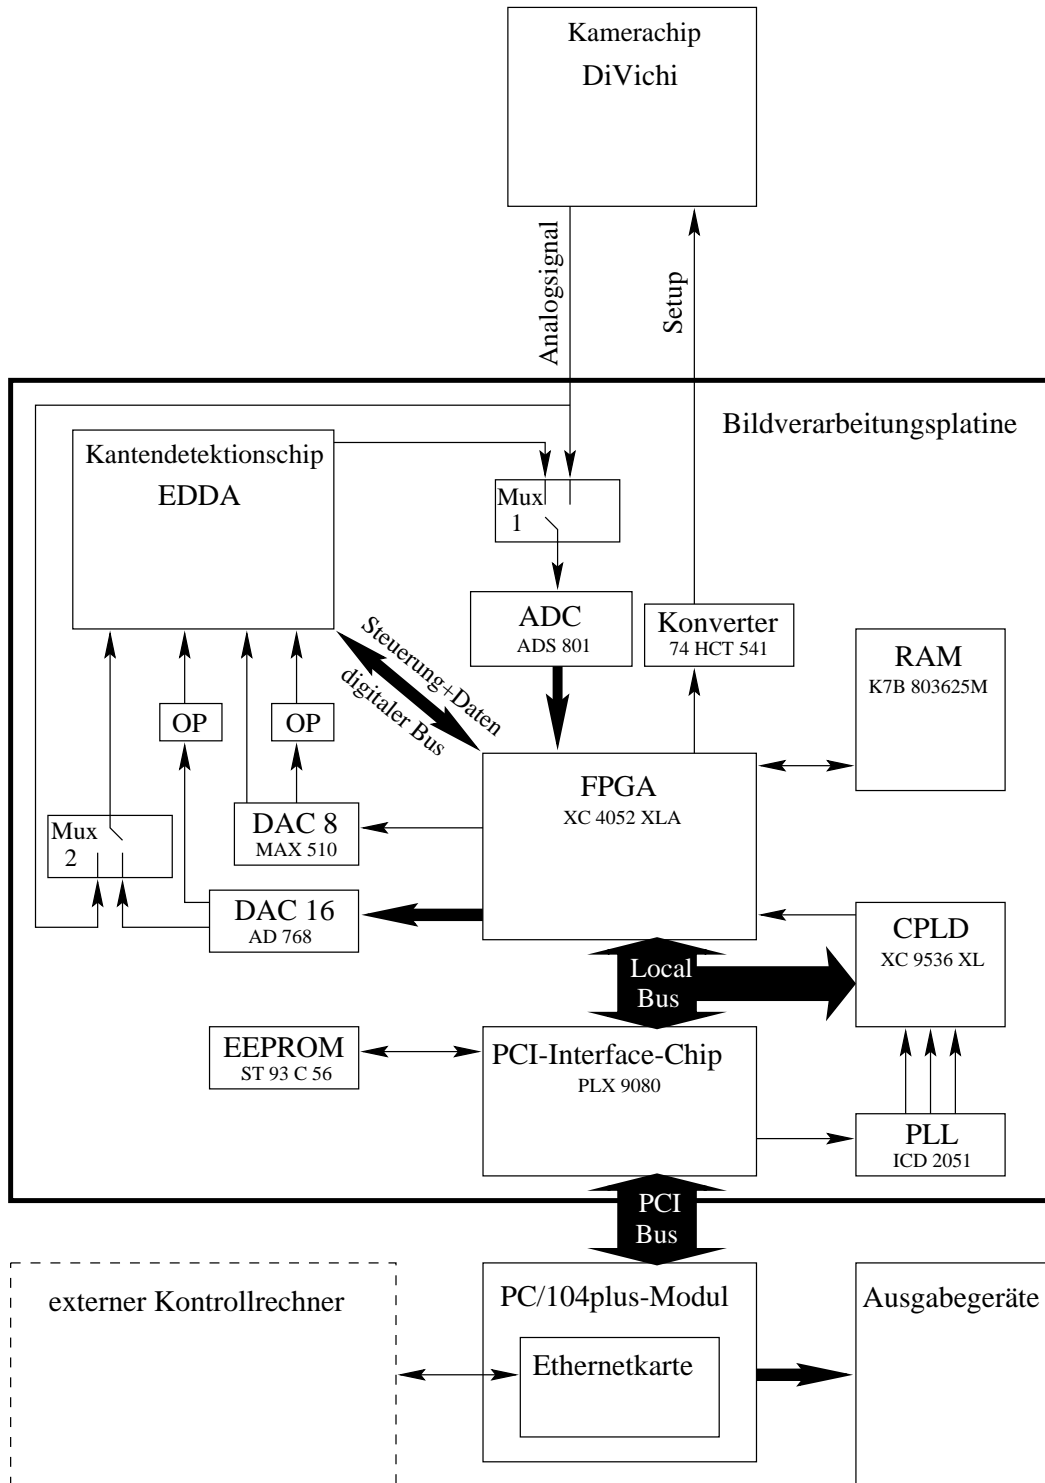 Kamerachip
DiVichi
Analogsignal
Setup
Bildverarbeitungsplatine
Kantendetektionschip
EDDA
Mux
1
ADC
ADS 801
Konverter
74 HCT 541
RAM
K7B 803625M
Steuerung+Daten
digitaler Bus
OP
OP
FPGA
XC 4052 XLA
Mux
2
DAC 8
MAX 510
DAC 16
AD 768
CPLD
XC 9536 XL
Local
Bus
EEPROM
ST 93 C 56
PCI-Interface-Chip
PLX 9080
PLL
ICD 2051
PCI
Bus
externer Kontrollrechner
PC/104plus-Modul
Ausgabegeräte
Ethernetkarte